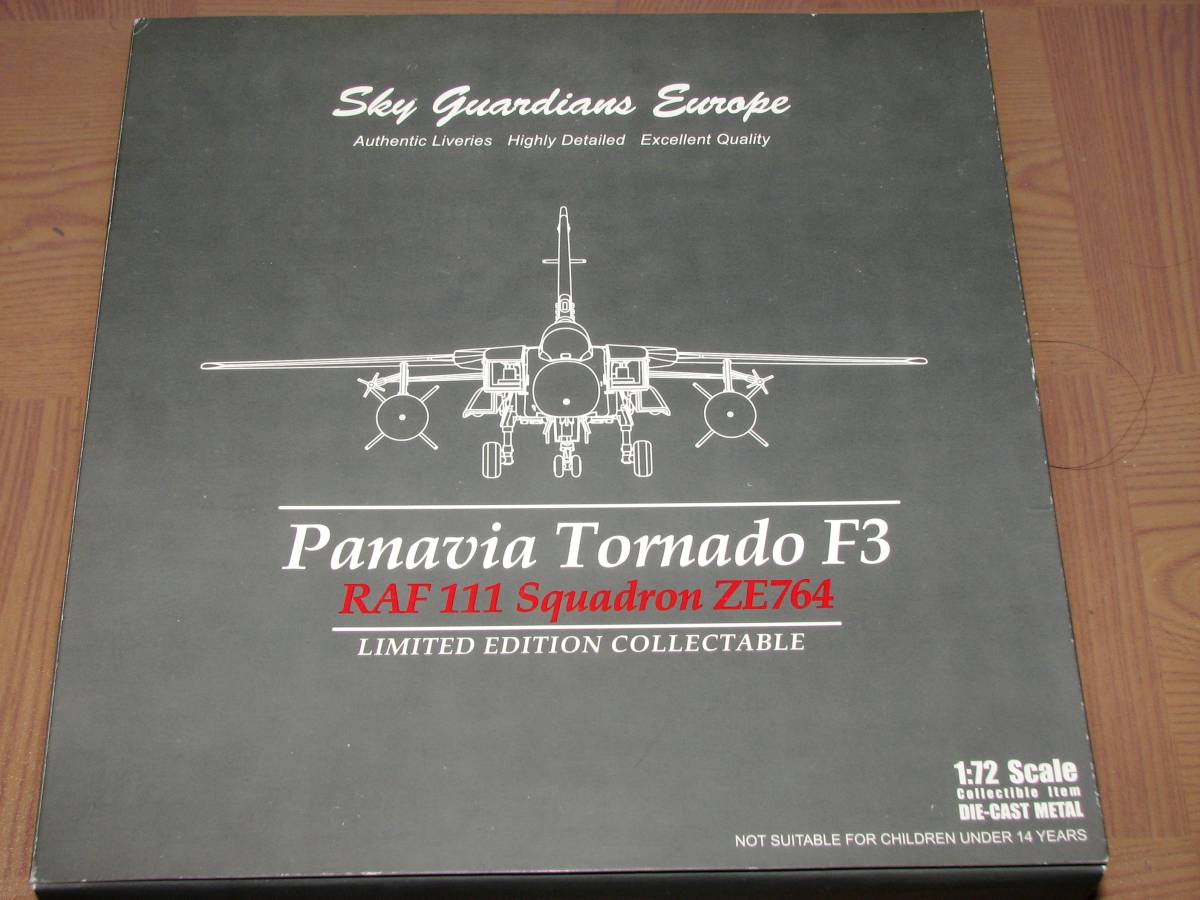 Sky Guardians Europe
Authentic Liveries Highly Detailed Excellent Quality
Panavia Tornado F3
RAF 111 Squadron ZE764
LIMITED EDITION COLLECTABLE
1:72 Scale
Collectible Item
DIE-CAST METAL
NOT SUITABLE FOR CHILDREN UNDER 14 YEARS